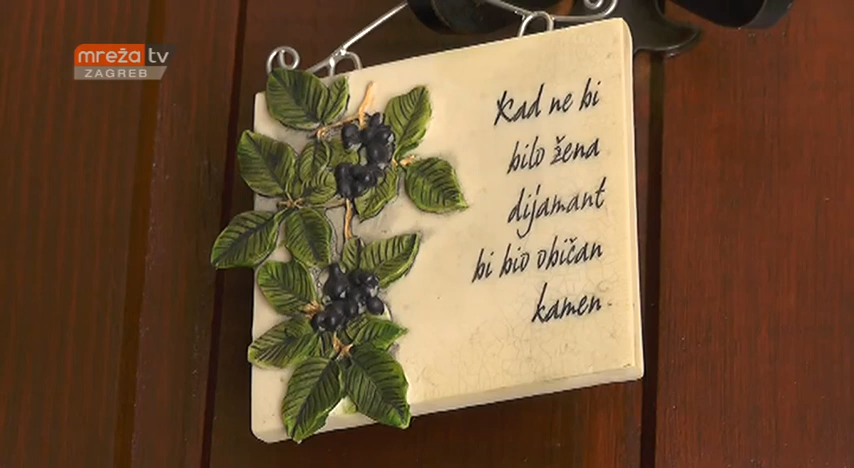 mreža tv
ZAGREB
Kad ne bi
bilo žena
dijamant
bi bio običan
kamen